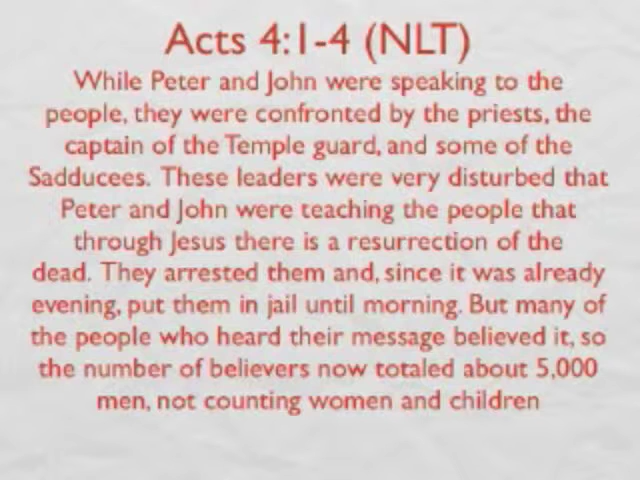 Acts 4:1-4 (NLT)
While Peter and John were speaking to the
people, they were confronted by the priests, the
captain of the Temple guard, and some of the
Sadducees. These leaders were very disturbed that
Peter and John were teaching the people that
through Jesus there is a resurrection of the
dead. They arrested them and, since it was already
evening, put them in jail until morning. But many of
the people who heard their message believed it, so
the number of believers now totaled about 5,000
men, not counting women and children